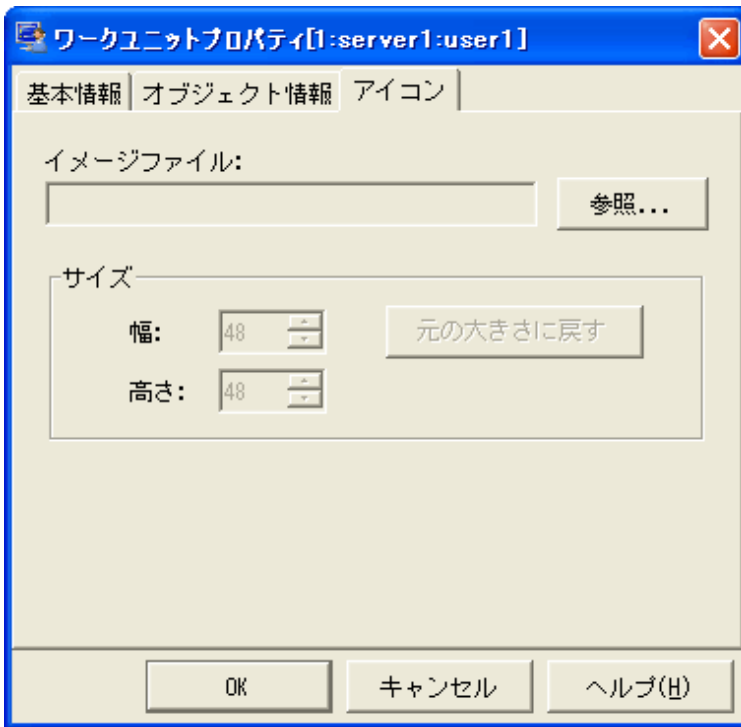 ワークユニットプロパティ[1:server1:user1]
基本情報 オブジェクト情報 アイコン
イメージファイル:
参照...
サイズ
幅: 48 元の大きさに戻す
高さ: 48
OK キャンセル ヘルプ(H)